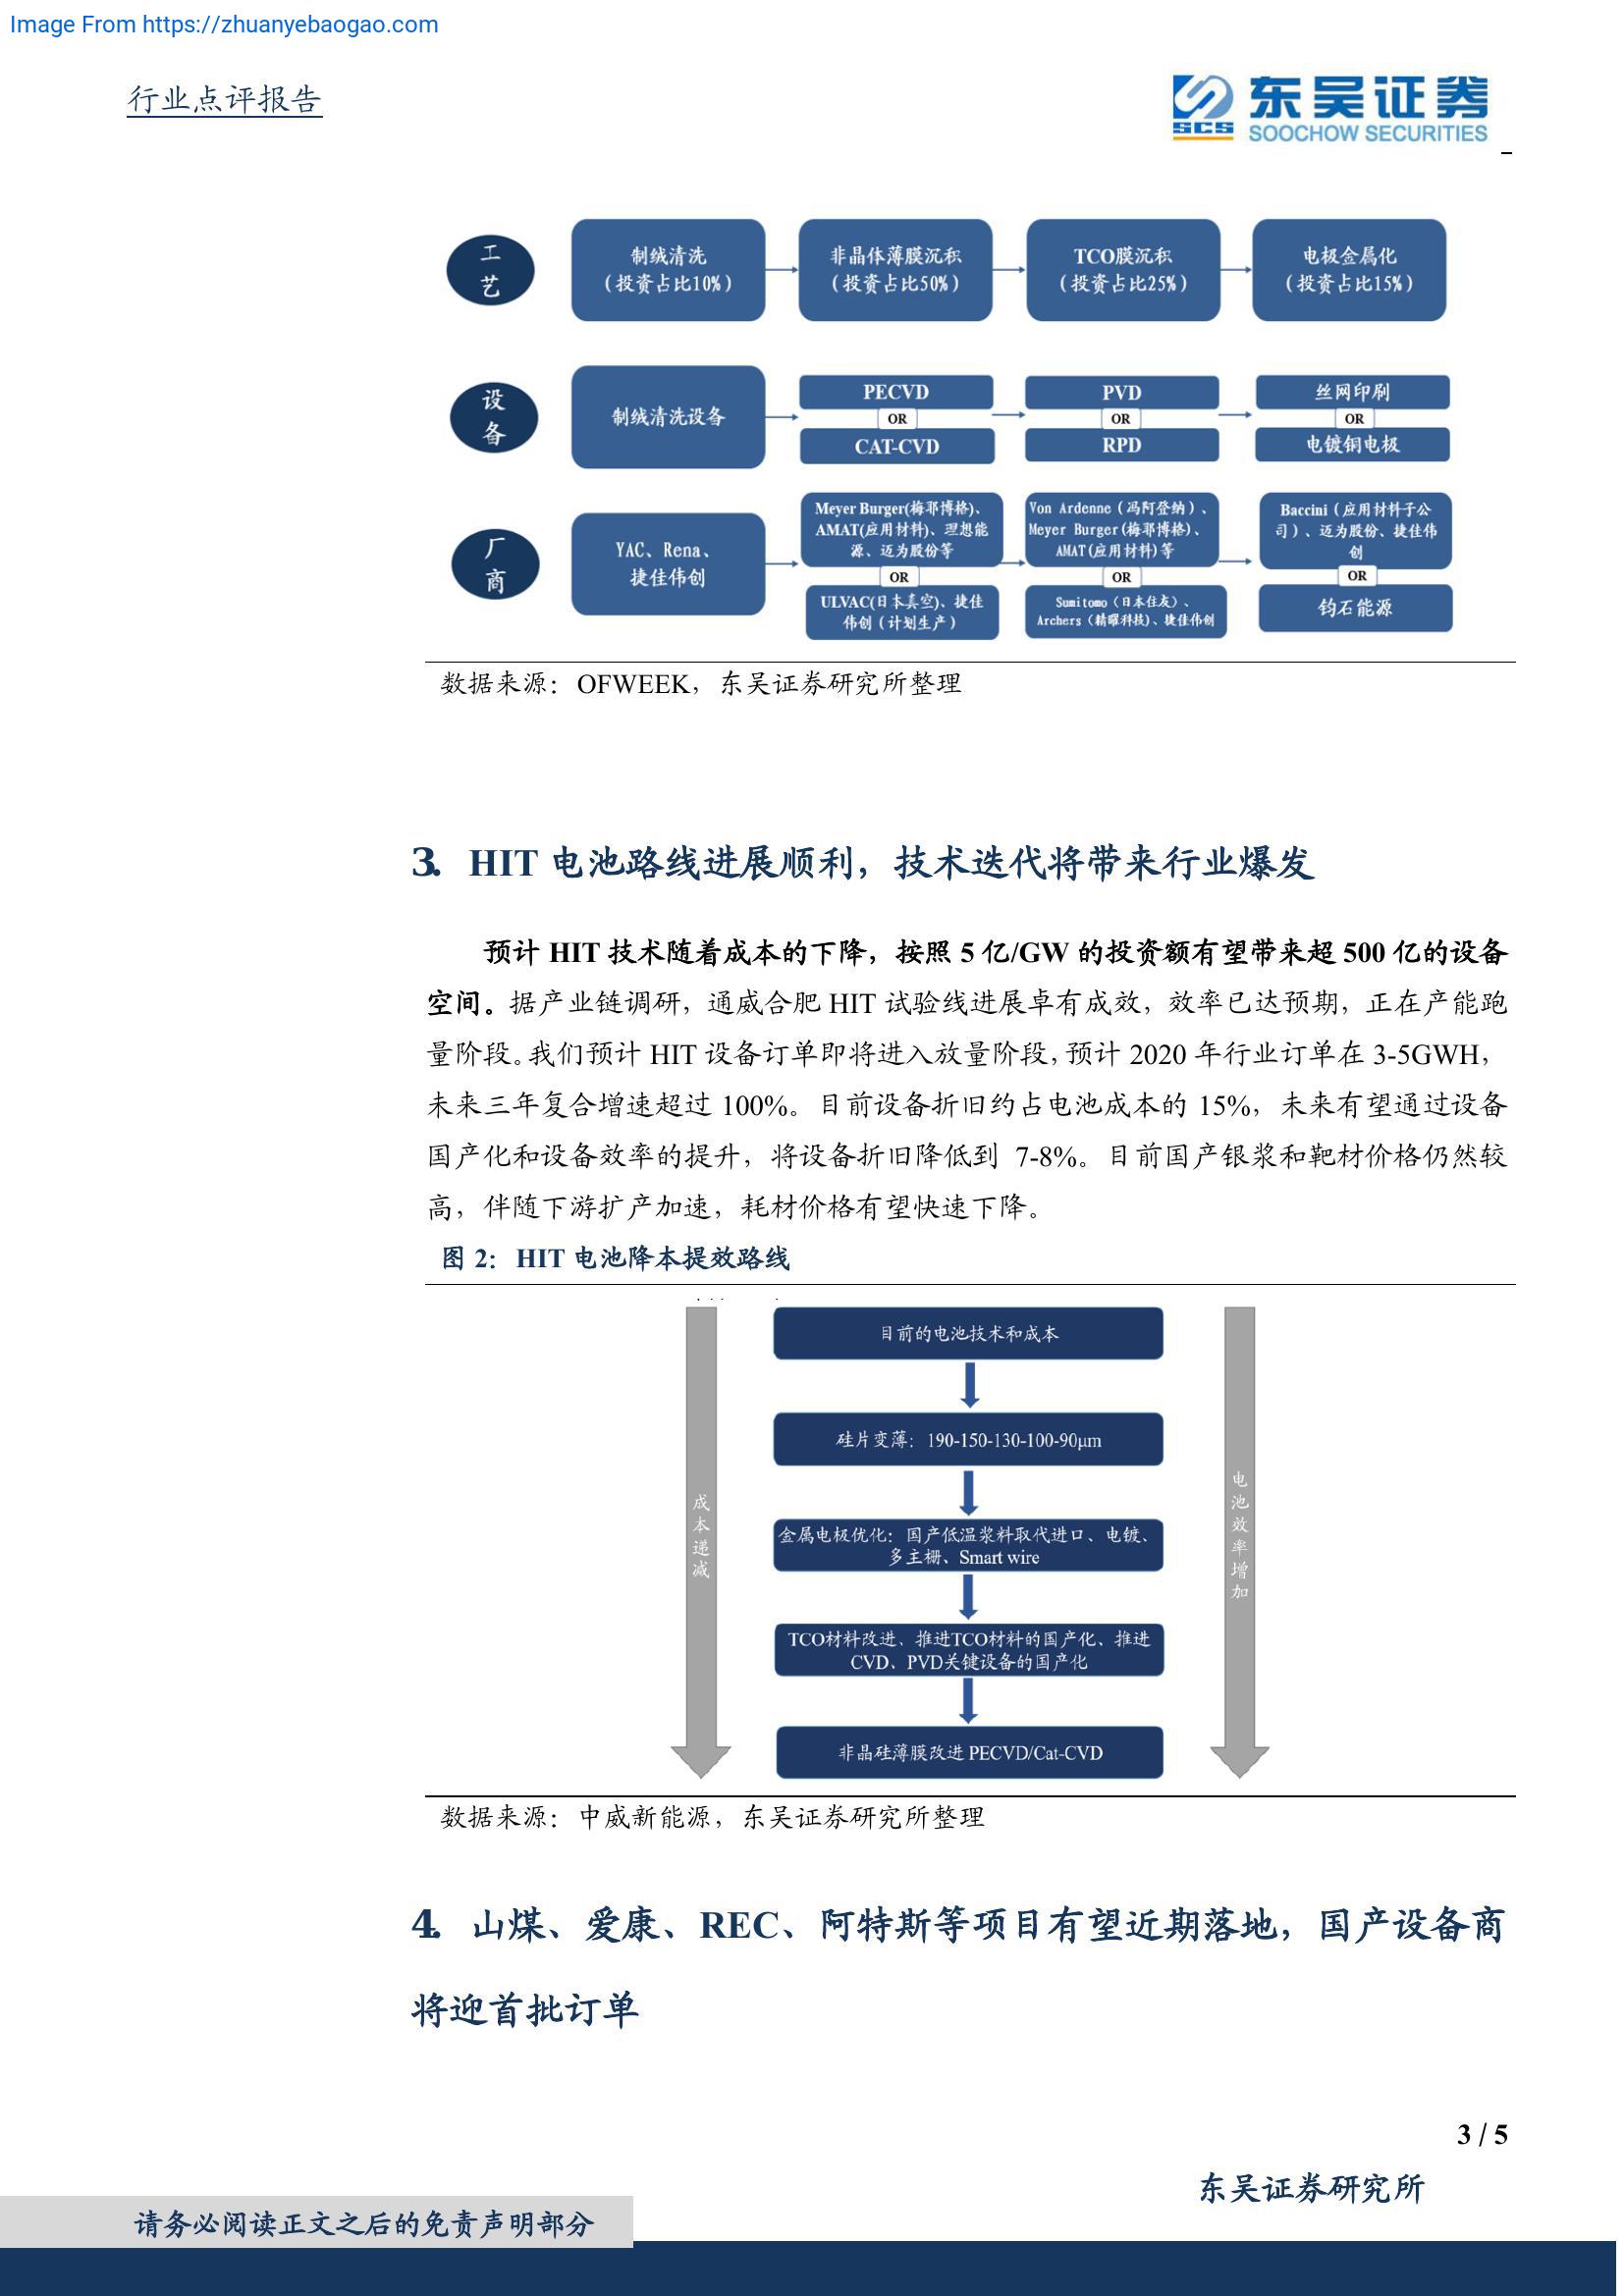 Image From https://zhuanyebaogao.com
行业点评报告
东吴证券
SCS
SOOCHOW SECURITIES
工艺
制绒清洗
（投资占比10%）
非晶体薄膜沉积
（投资占比50%）
TCO膜沉积
（投资占比25%）
电极金属化
（投资占比15%）
设备
制绒清洗设备
PECVD
OR
CAT-CVD
PVD
OR
RPD
丝网印刷
OR
电镀铜电极
厂商
YAC、Rena、
捷佳伟创
Meyer Burger(梅耶博格)、
AMAT(应用材料)、理想能
源、迈为股份等
OR
ULVAC(日本真空)、捷佳
伟创（计划生产）
Von Ardenne（冯阿登纳）、
Meyer Burger(梅耶博格)、
AMAT(应用材料)等
OR
Sumitomo（日本住友）、
Archers（精曜科技)、捷佳伟创
Baccini（应用材料子公
司）、迈为股份、捷佳伟
创
OR
钧石能源
数据来源：OFWEEK，东吴证券研究所整理
3. HIT 电池路线进展顺利，技术迭代将带来行业爆发
预计 HIT 技术随着成本的下降，按照 5 亿/GW 的投资额有望带来超 500 亿的设备
空间。据产业链调研，通威合肥 HIT 试验线进展卓有成效，效率已达预期，正在产能跑
量阶段。我们预计 HIT 设备订单即将进入放量阶段，预计 2020 年行业订单在 3-5GWH，
未来三年复合增速超过 100%。目前设备折旧约占电池成本的 15%，未来有望通过设备
国产化和设备效率的提升，将设备折旧降低到 7-8%。目前国产银浆和靶材价格仍然较
高，伴随下游扩产加速，耗材价格有望快速下降。
图 2：HIT 电池降本提效路线
成本递减
目前的电池技术和成本
硅片变薄：190-150-130-100-90μm
金属电极优化：国产低温浆料取代进口、电镀、
多主栅、Smart wire
TCO材料改进、推进TCO材料的国产化、推进
CVD、PVD关键设备的国产化
非晶硅薄膜改进 PECVD/Cat-CVD
电池效率增加
数据来源：中威新能源，东吴证券研究所整理
4. 山煤、爱康、REC、阿特斯等项目有望近期落地，国产设备商
将迎首批订单
3 / 5
东吴证券研究所
请务必阅读正文之后的免责声明部分